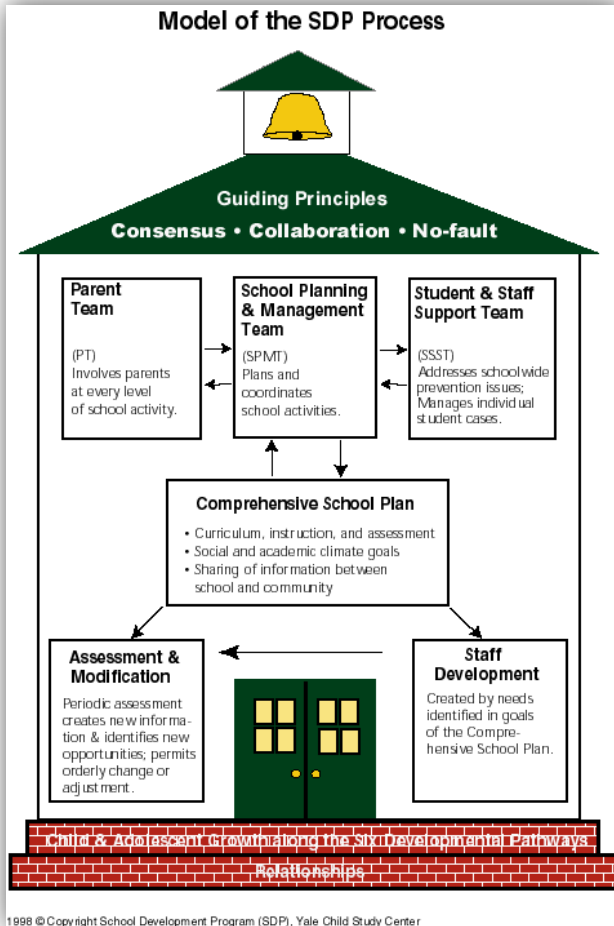 Model of the SDP Process
Guiding Principles
Consensus • Collaboration • No-fault
Parent
Team
(PT)
Involves parents
at every level
of school activity.
School Planning
& Management
Team
(SPMT)
Plans and
coordinates
school activities.
Student & Staff
Support Team
(SSST)
Addresses schoolwide
prevention issues;
Manages individual
student cases.
Comprehensive School Plan
• Curriculum, instruction, and assessment
• Social and academic climate goals
• Sharing of information between
school and community
Assessment &
Modification
Periodic assessment
creates new informa-
tion & identifies new
opportunities; permits
orderly change or
adjustment.
Staff
Development
Created by needs
identified in goals
of the Compre-
hensive School Plan.
Child & Adolescent Growth along the Six Developmental Pathways
Relationships
1998 © Copyright School Development Program (SDP), Yale Child Study Center